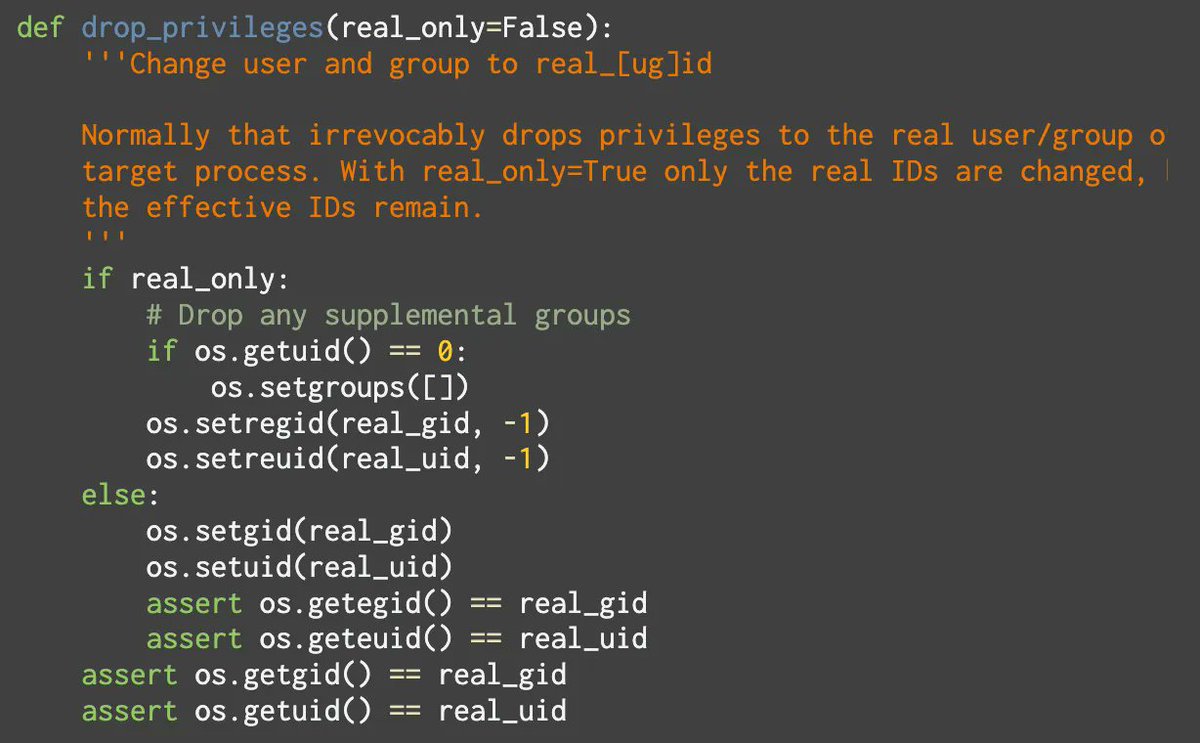 def drop_privileges(real_only=False):
    '''Change user and group to real_[ug]id

    Normally that irrevocably drops privileges to the real user/group o
    target process. With real_only=True only the real IDs are changed,
    the effective IDs remain.
    '''
    if real_only:
        # Drop any supplemental groups
        if os.getuid() == 0:
            os.setgroups([])
        os.setregid(real_gid, -1)
        os.setreuid(real_uid, -1)
    else:
        os.setgid(real_gid)
        os.setuid(real_uid)
        assert os.getegid() == real_gid
        assert os.geteuid() == real_uid
    assert os.getgid() == real_gid
    assert os.getuid() == real_uid